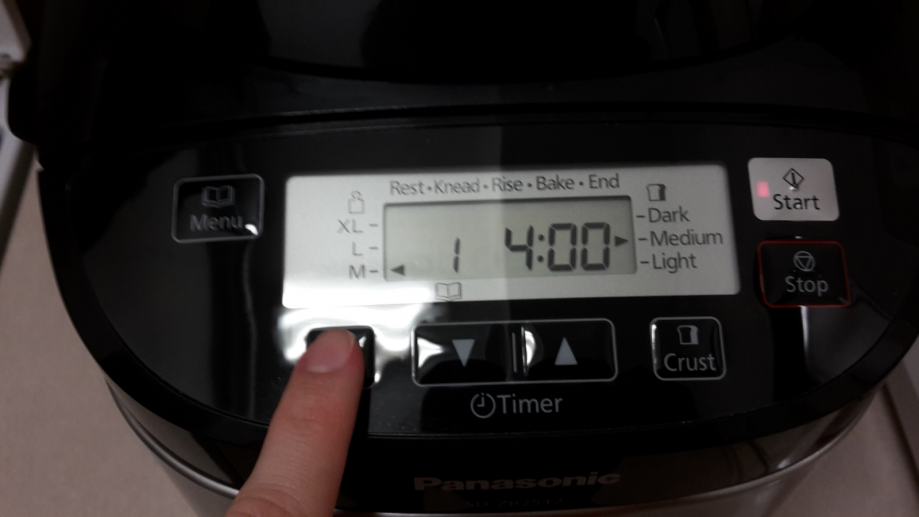 Menu
Rest • Knead • Rise • Bake • End
XL –
L –
M –
1 4:00
– Dark
– Medium
– Light
Start
Stop
Crust
Timer
Panasonic